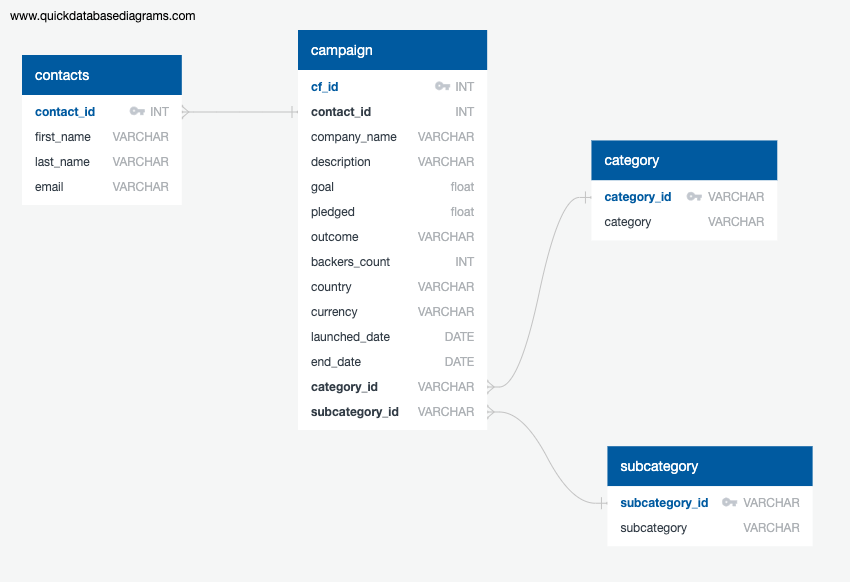 www.quickdatabasediagrams.com
contacts
contact_id INT
first_name VARCHAR
last_name VARCHAR
email VARCHAR
campaign
cf_id INT
contact_id INT
company_name VARCHAR
description VARCHAR
goal float
pledged float
outcome VARCHAR
backers_count INT
country VARCHAR
currency VARCHAR
launched_date DATE
end_date DATE
category_id VARCHAR
subcategory_id VARCHAR
category
category_id VARCHAR
category VARCHAR
subcategory
subcategory_id VARCHAR
subcategory VARCHAR